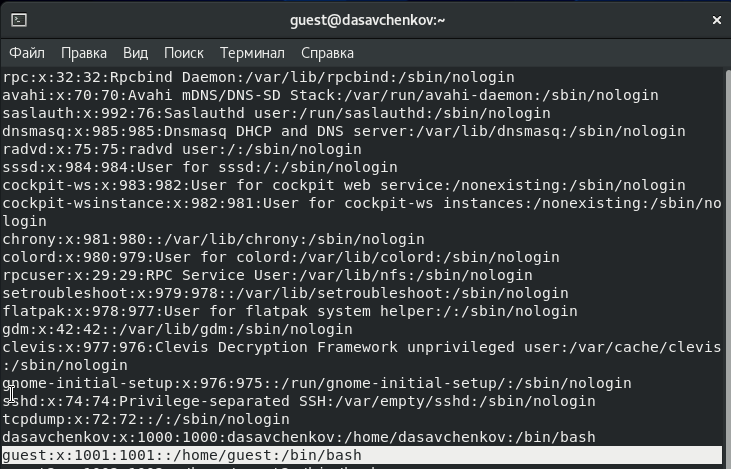 guest@dasavchenkov:~
Файл Правка Вид Поиск Терминал Справка
rpc:x:32:32:Rpcbind Daemon:/var/lib/rpcbind:/sbin/nologin
avahi:x:70:70:Avahi mDNS/DNS-SD Stack:/var/run/avahi-daemon:/sbin/nologin
saslauth:x:992:76:Saslauthd user:/run/saslauthd:/sbin/nologin
dnsmasq:x:985:985:Dnsmasq DHCP and DNS server:/var/lib/dnsmasq:/sbin/nologin
radvd:x:75:75:radvd user:/:/sbin/nologin
sssd:x:984:984:User for sssd:/:/sbin/nologin
cockpit-ws:x:983:982:User for cockpit web service:/nonexisting:/sbin/nologin
cockpit-wsinstance:x:982:981:User for cockpit-ws instances:/nonexisting:/sbin/no
login
chrony:x:981:980::/var/lib/chrony:/sbin/nologin
colord:x:980:979:User for colord:/var/lib/colord:/sbin/nologin
rpcuser:x:29:29:RPC Service User:/var/lib/nfs:/sbin/nologin
setroubleshoot:x:979:978::/var/lib/setroubleshoot:/sbin/nologin
flatpak:x:978:977:User for flatpak system helper:/:/sbin/nologin
gdm:x:42:42::/var/lib/gdm:/sbin/nologin
clevis:x:977:976:Clevis Decryption Framework unprivileged user:/var/cache/clevis
:/sbin/nologin
gnome-initial-setup:x:976:975::/run/gnome-initial-setup/:/sbin/nologin
sshd:x:74:74:Privilege-separated SSH:/var/empty/sshd:/sbin/nologin
tcpdump:x:72:72::/:/sbin/nologin
dasavchenkov:x:1000:1000:dasavchenkov:/home/dasavchenkov:/bin/bash
guest:x:1001:1001::/home/guest:/bin/bash